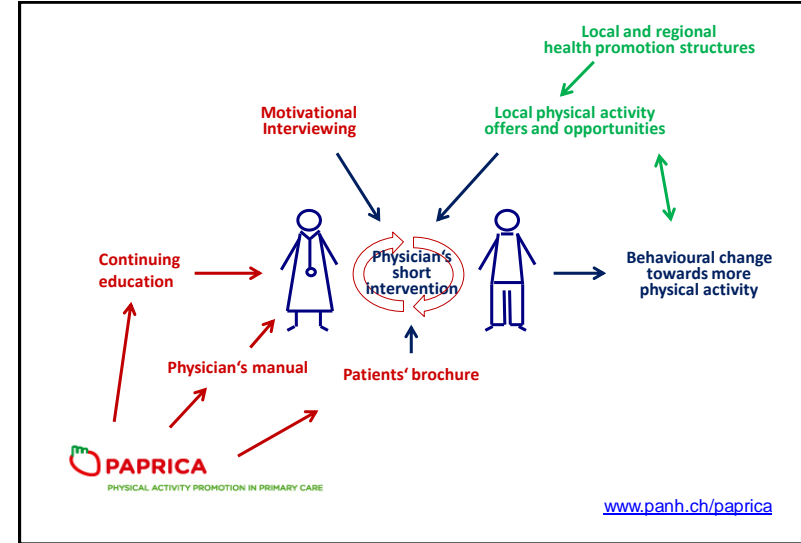 Local and regional
health promotion structures
Motivational
Interviewing
Local physical activity
offers and opportunities
Continuing
education
Physician‘s
short
intervention
Behavioural change
towards more
physical activity
Physician‘s manual
Patients‘ brochure
PAPRICA
PHYSICAL ACTIVITY PROMOTION IN PRIMARY CARE
www.panh.ch/paprica